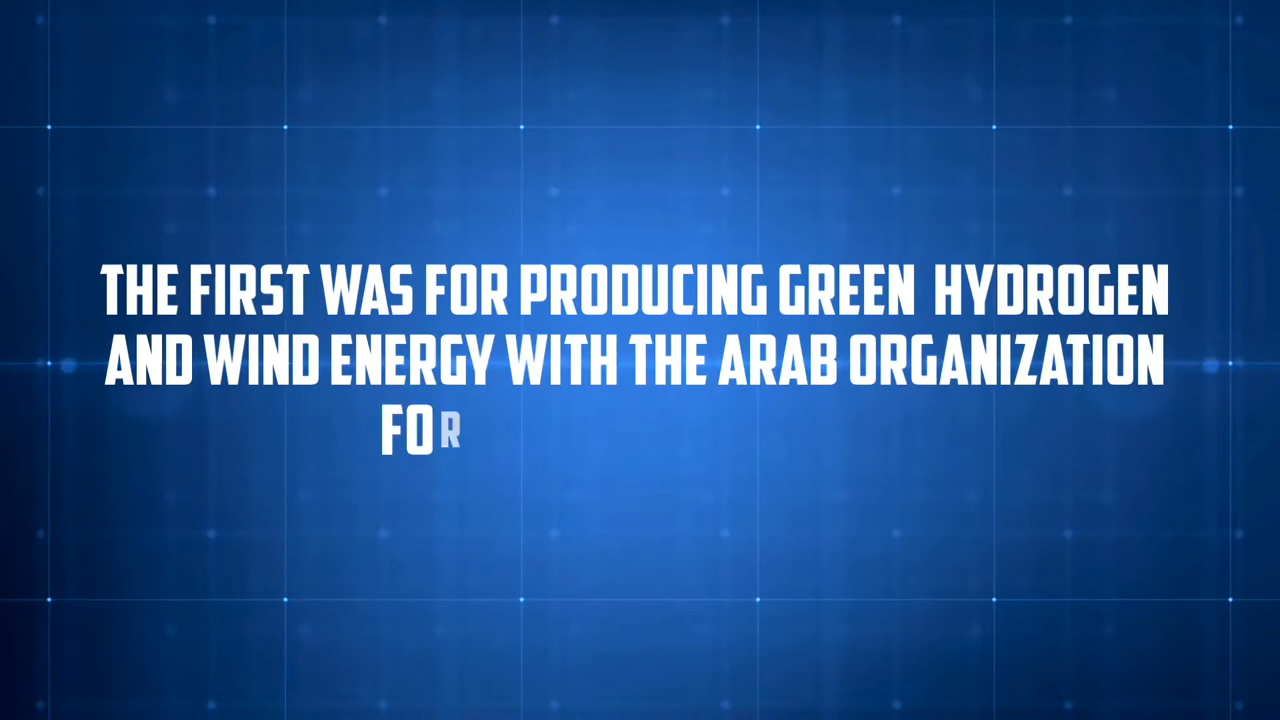 THE FIRST WAS FOR PRODUCING GREEN HYDROGEN
AND WIND ENERGY WITH THE ARAB ORGANIZATION
FOR